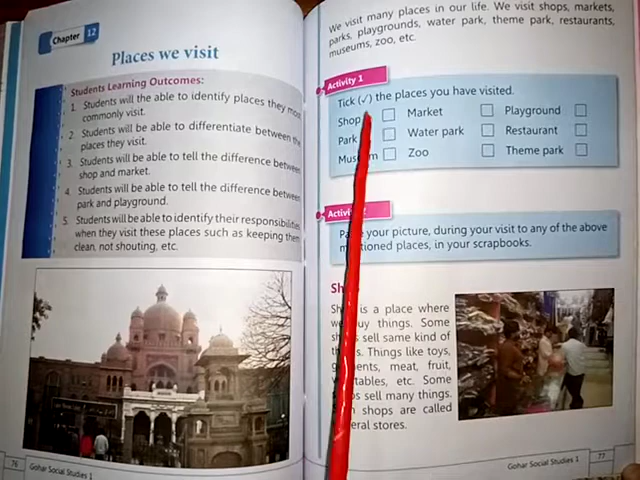 Chapter 12
Places we visit
Students Learning Outcomes:
1. Students will the able to identify places they most
commonly visit.
2. Students will be able to differentiate between the
places they visit.
3. Students will be able to tell the difference between
shop and market.
4. Students will be able to tell the difference between
park and playground.
5. Students will be able to identify their responsibilities
when they visit these places such as keeping them
clean, not shouting, etc.
76
Gohar Social Studies 1
We visit many places in our life. We visit shops, markets,
parks, playgrounds, water park, theme park, restaurants,
museums, zoo, etc.
Activity 1
Tick (✓) the places you have visited.
Shop Market Playground
Park Water park Restaurant
Zoo Theme park
your picture, during your visit to any of the above
in your scrapbooks.
is a place where
buy things. Some
sell same kind of
Things like toys,
meat, fruit,
etc. Some
sell many things.
shops are called
stores.
Gohar Social Studies 1
77